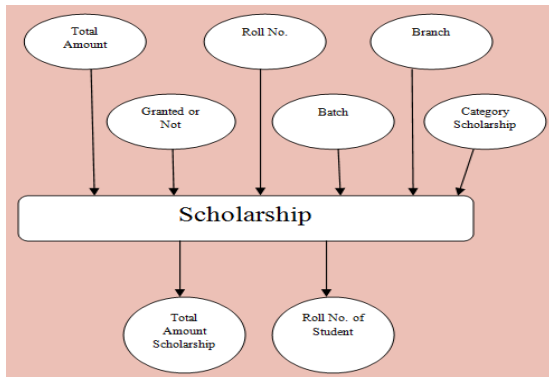 Total
Amount
Roll No.
Branch
Granted or
Not
Batch
Category
Scholarship
Scholarship
Total
Amount
Scholarship
Roll No. of
Student